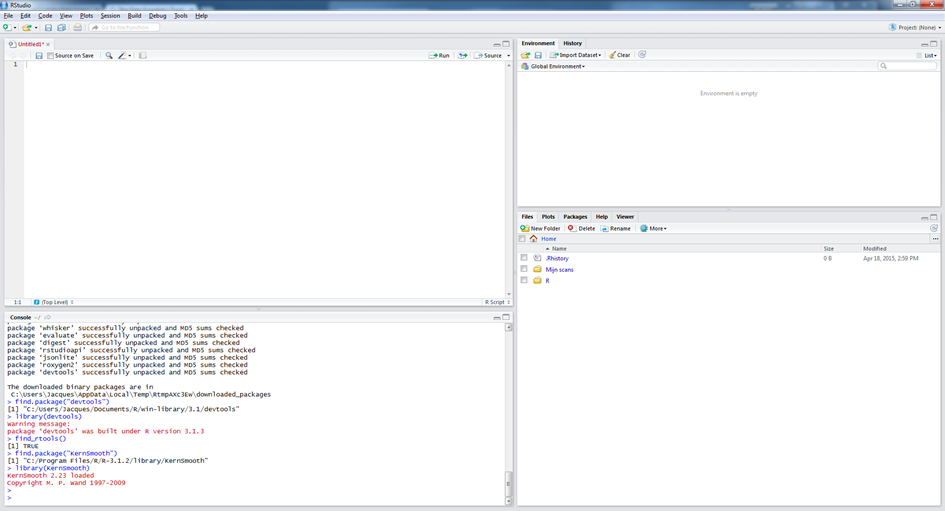 RStudio
File Edit Code View Plots Session Build Debug Tools Help
Go to file/function
Project: (None)
Untitled1*
Source on Save
Run
Source
1
1:1 (Top Level) R Script
Console ~/
package 'whisker' successfully unpacked and MD5 sums checked
package 'evaluate' successfully unpacked and MD5 sums checked
package 'digest' successfully unpacked and MD5 sums checked
package 'rstudioapi' successfully unpacked and MD5 sums checked
package 'jsonlite' successfully unpacked and MD5 sums checked
package 'roxygen2' successfully unpacked and MD5 sums checked
package 'devtools' successfully unpacked and MD5 sums checked
The downloaded binary packages are in
C:\Users\Jacques\AppData\Local\Temp\RtmpAXc3Ew\downloaded_packages
> find.package("devtools")
[1] "C:/Users/Jacques/Documents/R/win-library/3.1/devtools"
> library(devtools)
Warning message:
package 'devtools' was built under R version 3.1.3
> find_rtools()
[1] TRUE
> find.package("KernSmooth")
[1] "C:/Program Files/R/R-3.1.2/library/KernSmooth"
> library(KernSmooth)
KernSmooth 2.23 loaded
Copyright M. P. Wand 1997-2009
>
>
Environment History
Import Dataset Clear List
Global Environment
Environment is empty
Files Plots Packages Help Viewer
New Folder Delete Rename More
Home
Name Size Modified
.Rhistory 0 B Apr 18, 2015, 2:59 PM
Mijn scans
R